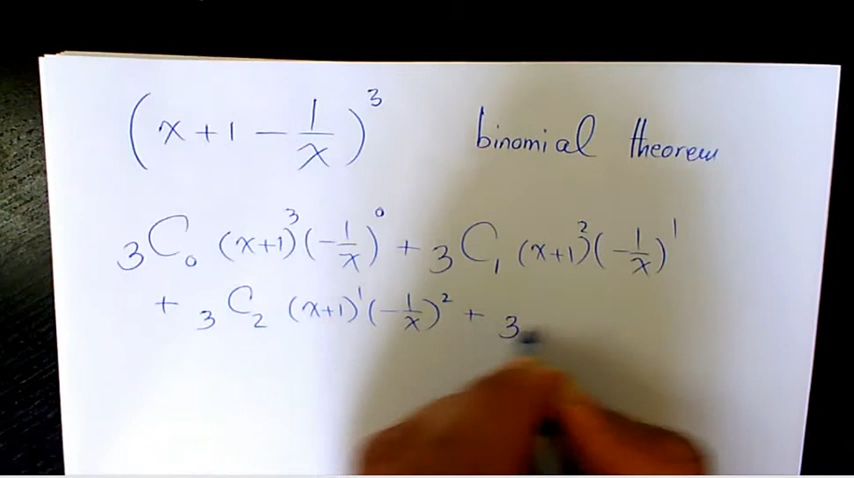 (x+1-1/x)³ binomial theorem
₃C₀ (x+1)³(-1/x)⁰ + ₃C₁ (x+1)²(-1/x)¹
+ ₃C₂ (x+1)¹(-1/x)² + ₃